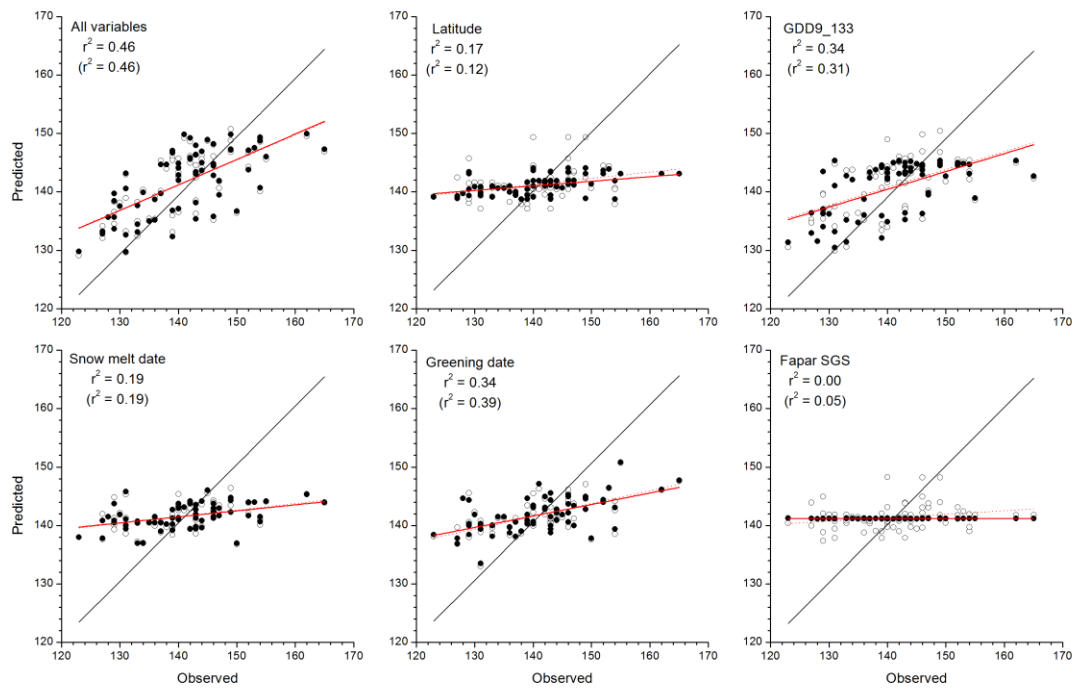 All variables
r² = 0.46
(r² = 0.46)
Latitude
r² = 0.17
(r² = 0.12)
GDD9_133
r² = 0.34
(r² = 0.31)
170
160
150
140
130
120
Predicted
120 130 140 150 160 170
170
160
150
140
130
120
120 130 140 150 160 170
170
160
150
140
130
120
120 130 140 150 160 170
Snow melt date
r² = 0.19
(r² = 0.19)
Greening date
r² = 0.34
(r² = 0.39)
Fapar SGS
r² = 0.00
(r² = 0.05)
170
160
150
140
130
120
Predicted
120 130 140 150 160 170
Observed
170
160
150
140
130
120
120 130 140 150 160 170
Observed
170
160
150
140
130
120
120 130 140 150 160 170
Observed